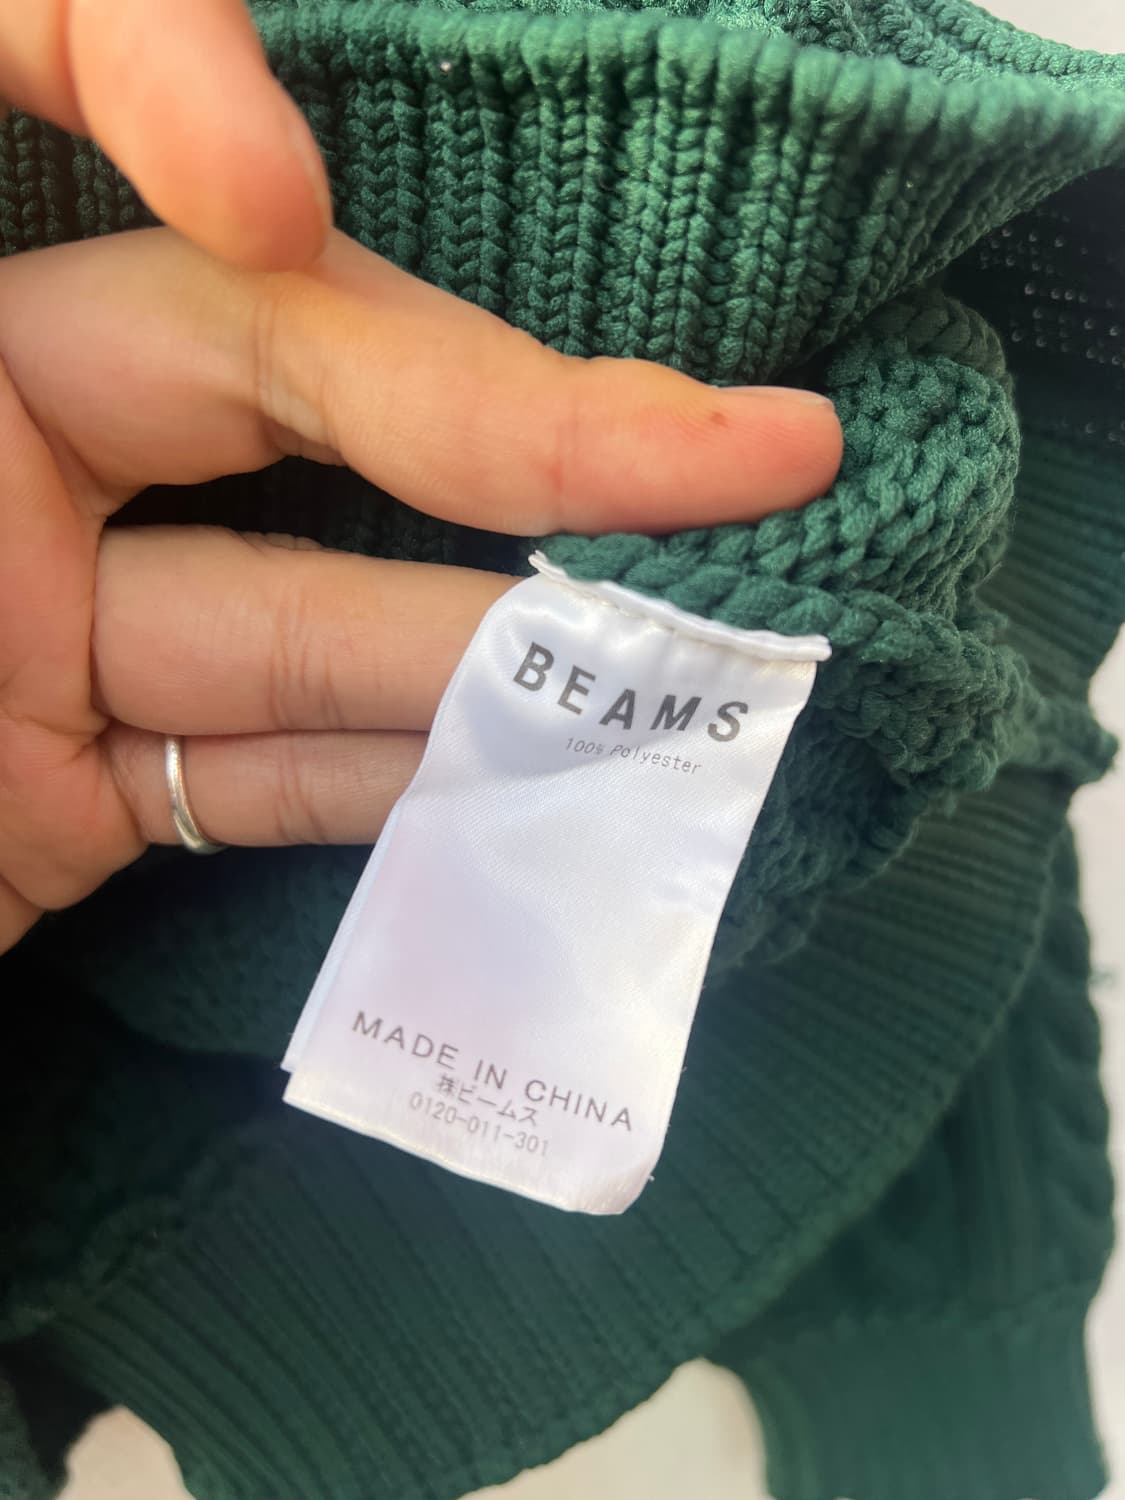 BEAMS
100% Polyester
MADE IN CHINA
㈱ビームス
0120-011-301